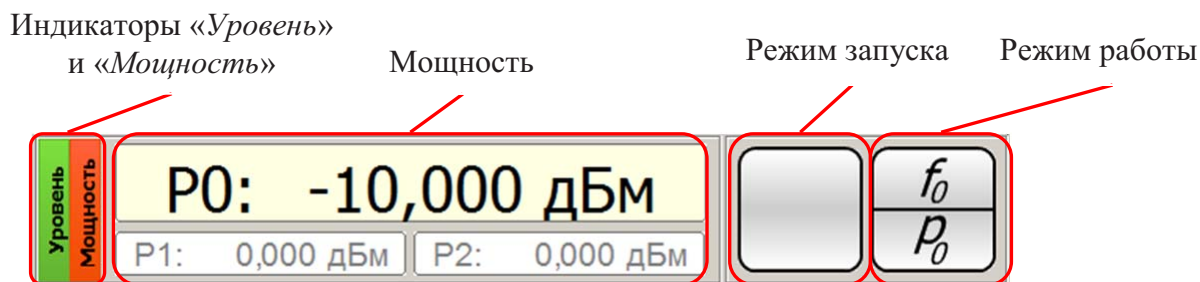 Индикаторы «Уровень»
и «Мощность»
Мощность
Режим запуска
Режим работы
Уровень
Мощность
P0: -10,000 дБм
P1: 0,000 дБм
P2: 0,000 дБм
f0
p0